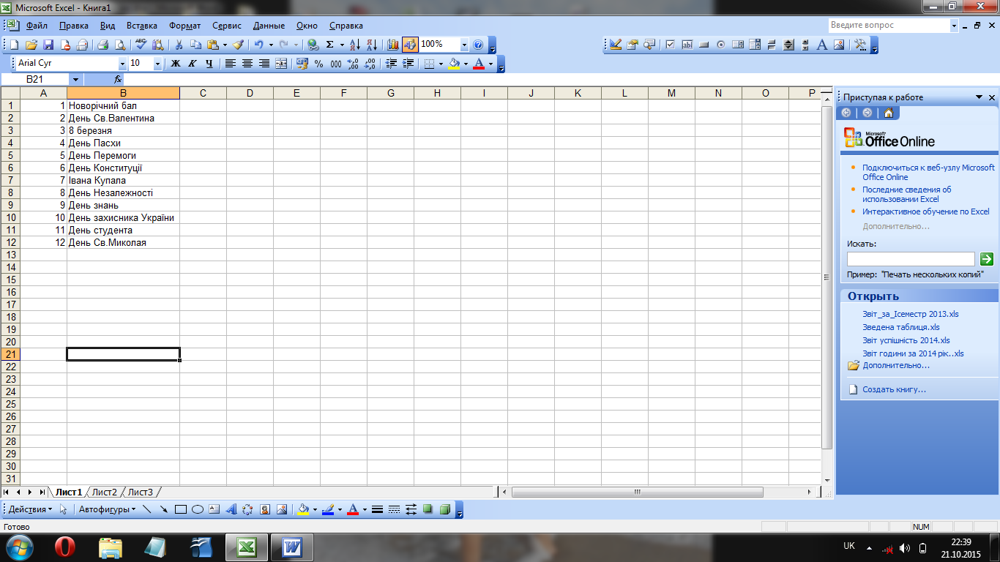 Microsoft Excel - Книга1
Файл Правка Вид Вставка Формат Сервис Данные Окно Справка
Введите вопрос
100%
Arial Cyr 10 Ж К Ч % 000
B21 fx
A B C D E F G H I J K L M N O P
1 1 Новорічний бал
2 2 День Св.Валентина
3 3 8 березня
4 4 День Пасхи
5 5 День Перемоги
6 6 День Конституції
7 7 Івана Купала
8 8 День Незалежності
9 9 День знань
10 10 День захисника України
11 11 День студента
12 12 День Св.Миколая
13
14
15
16
17
18
19
20
21
22
23
24
25
26
27
28
29
30
31
Приступая к работе
Microsoft
Office Online
Подключиться к веб-узлу Microsoft
Office Online
Последние сведения об
использовании Excel
Интерактивное обучение по Excel
Дополнительно...
Искать:
Пример: "Печать нескольких копий"
Открыть
Звіт_за_Ісеместр 2013.xls
Зведена таблиця.xls
Звіт успішність 2014.xls
Звіт години за 2014 рік..xls
Дополнительно...
Создать книгу...
Лист1 Лист2 Лист3
Действия Автофигуры
Готово
NUM
UK
22:39
21.10.2015